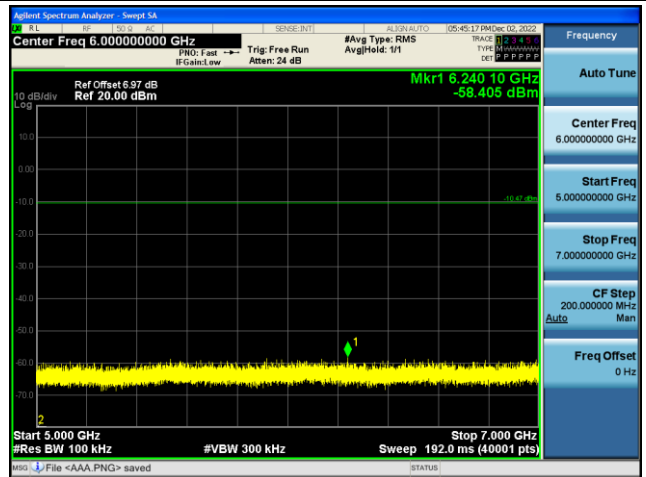 Agilent Spectrum Analyzer - Swept SA
RL RF 50 Ω AC SENSE:INT ALIGN AUTO 05:45:17 PM Dec 02, 2022
Center Freq 6.000000000 GHz
PNO: Fast
IFGain:Low
Trig: Free Run
Atten: 24 dB
#Avg Type: RMS
Avg|Hold: 1/1
TRACE 1 2 3 4 5 6
TYPE M
DET P P P P P P
Frequency
Mkr1 6.240 10 GHz
-58.405 dBm
Ref Offset 6.97 dB
Ref 20.00 dBm
10 dB/div
Log
10.0
0.00
-10.0
-20.0
-30.0
-40.0
-50.0
-60.0
-70.0
-10.47 dBm
1
2
Start 5.000 GHz
Stop 7.000 GHz
#Res BW 100 kHz
#VBW 300 kHz
Sweep 192.0 ms (40001 pts)
Auto Tune
Center Freq
6.000000000 GHz
Start Freq
5.000000000 GHz
Stop Freq
7.000000000 GHz
CF Step
200.000000 MHz
Auto Man
Freq Offset
0 Hz
MSG File <AAA.PNG> saved
STATUS